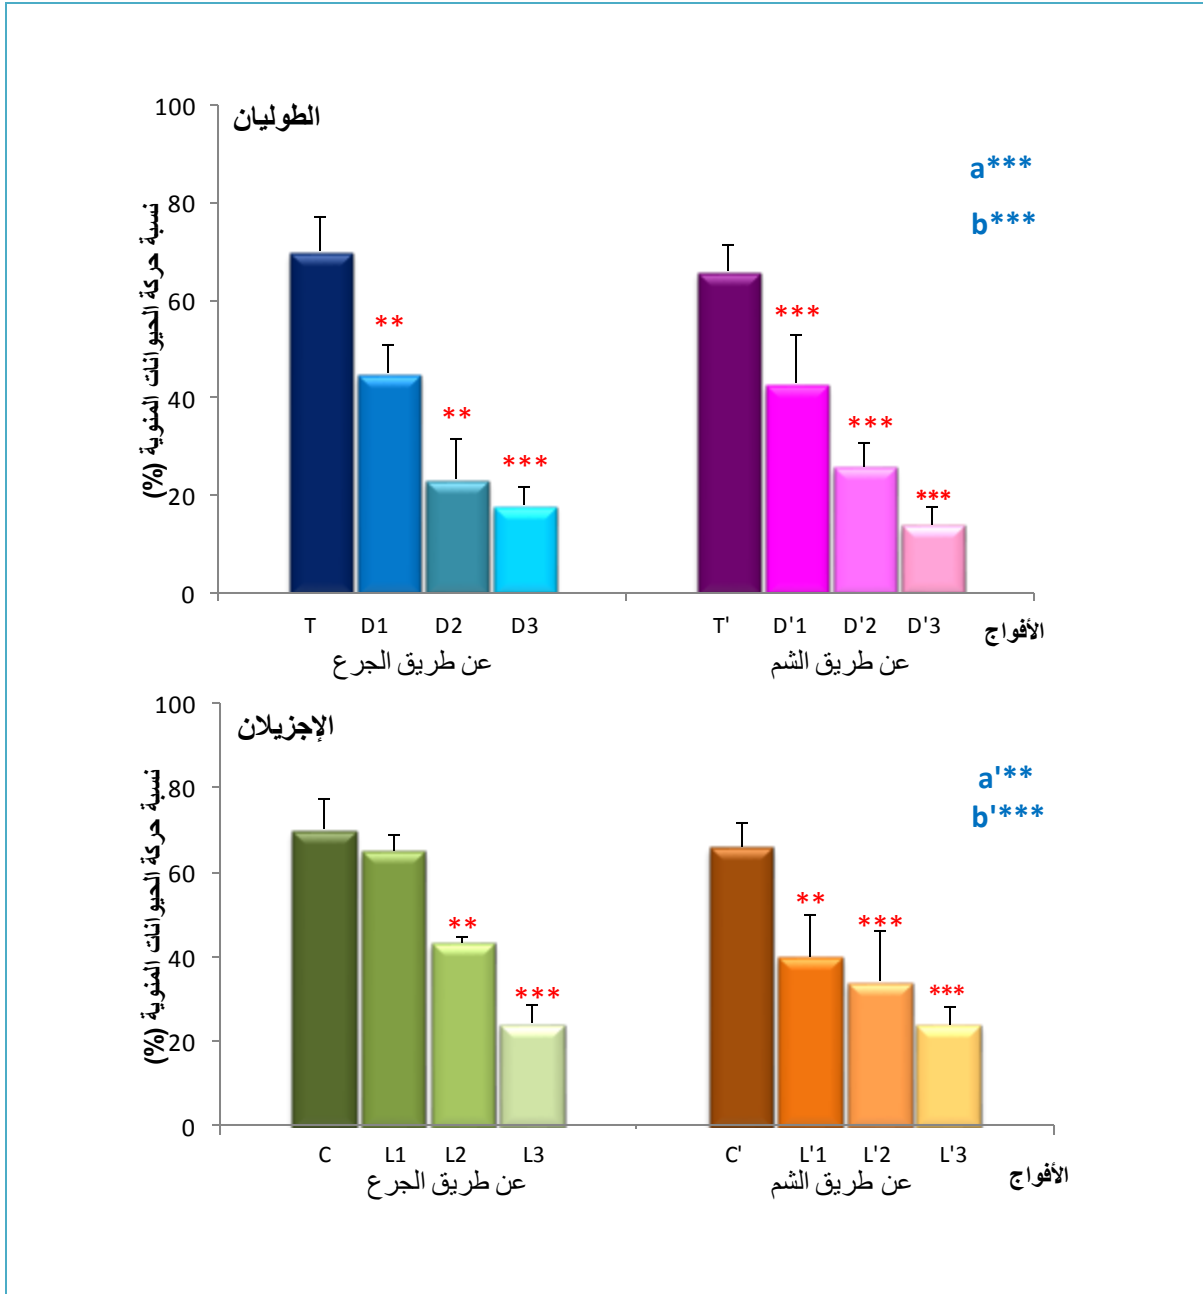 الطوليان
a***
b***
نسبة حركة الحيوانات المنوية (%)
100
80
60
40
20
0
**
**
***
***
***
***
T D1 D2 D3 T' D'1 D'2 D'3
الأفواج
عن طريق الجرع
عن طريق الشم
الإجزيلان
a'**
b'***
نسبة حركة الحيوانات المنوية (%)
100
80
60
40
20
0
**
***
**
***
***
C L1 L2 L3 C' L'1 L'2 L'3
الأفواج
عن طريق الجرع
عن طريق الشم